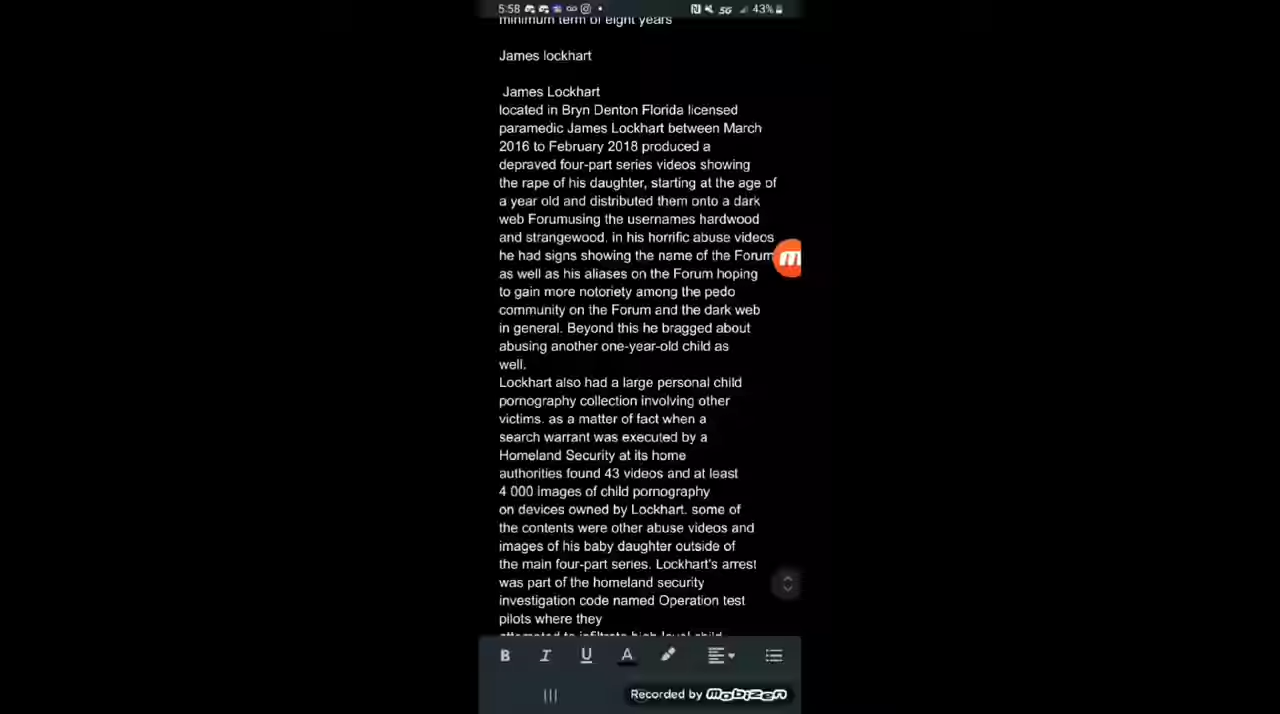 5:58 5G 43%
minimum term of eight years
James lockhart
James Lockhart
located in Bryn Denton Florida licensed
paramedic James Lockhart between March
2016 to February 2018 produced a
depraved four-part series videos showing
the rape of his daughter, starting at the age of
a year old and distributed them onto a dark
web Forumusing the usernames hardwood
and strangewood. in his horrific abuse videos
he had signs showing the name of the Forum
as well as his aliases on the Forum hoping
to gain more notoriety among the pedo
community on the Forum and the dark web
in general. Beyond this he bragged about
abusing another one-year-old child as
well.
Lockhart also had a large personal child
pornography collection involving other
victims. as a matter of fact when a
search warrant was executed by a
Homeland Security at its home
authorities found 43 videos and at least
4 000 images of child pornography
on devices owned by Lockhart. some of
the contents were other abuse videos and
images of his baby daughter outside of
the main four-part series. Lockhart's arrest
was part of the homeland security
investigation code named Operation test
pilots where they
attempted to infiltrate high level child
B I U A
Recorded by mobizen